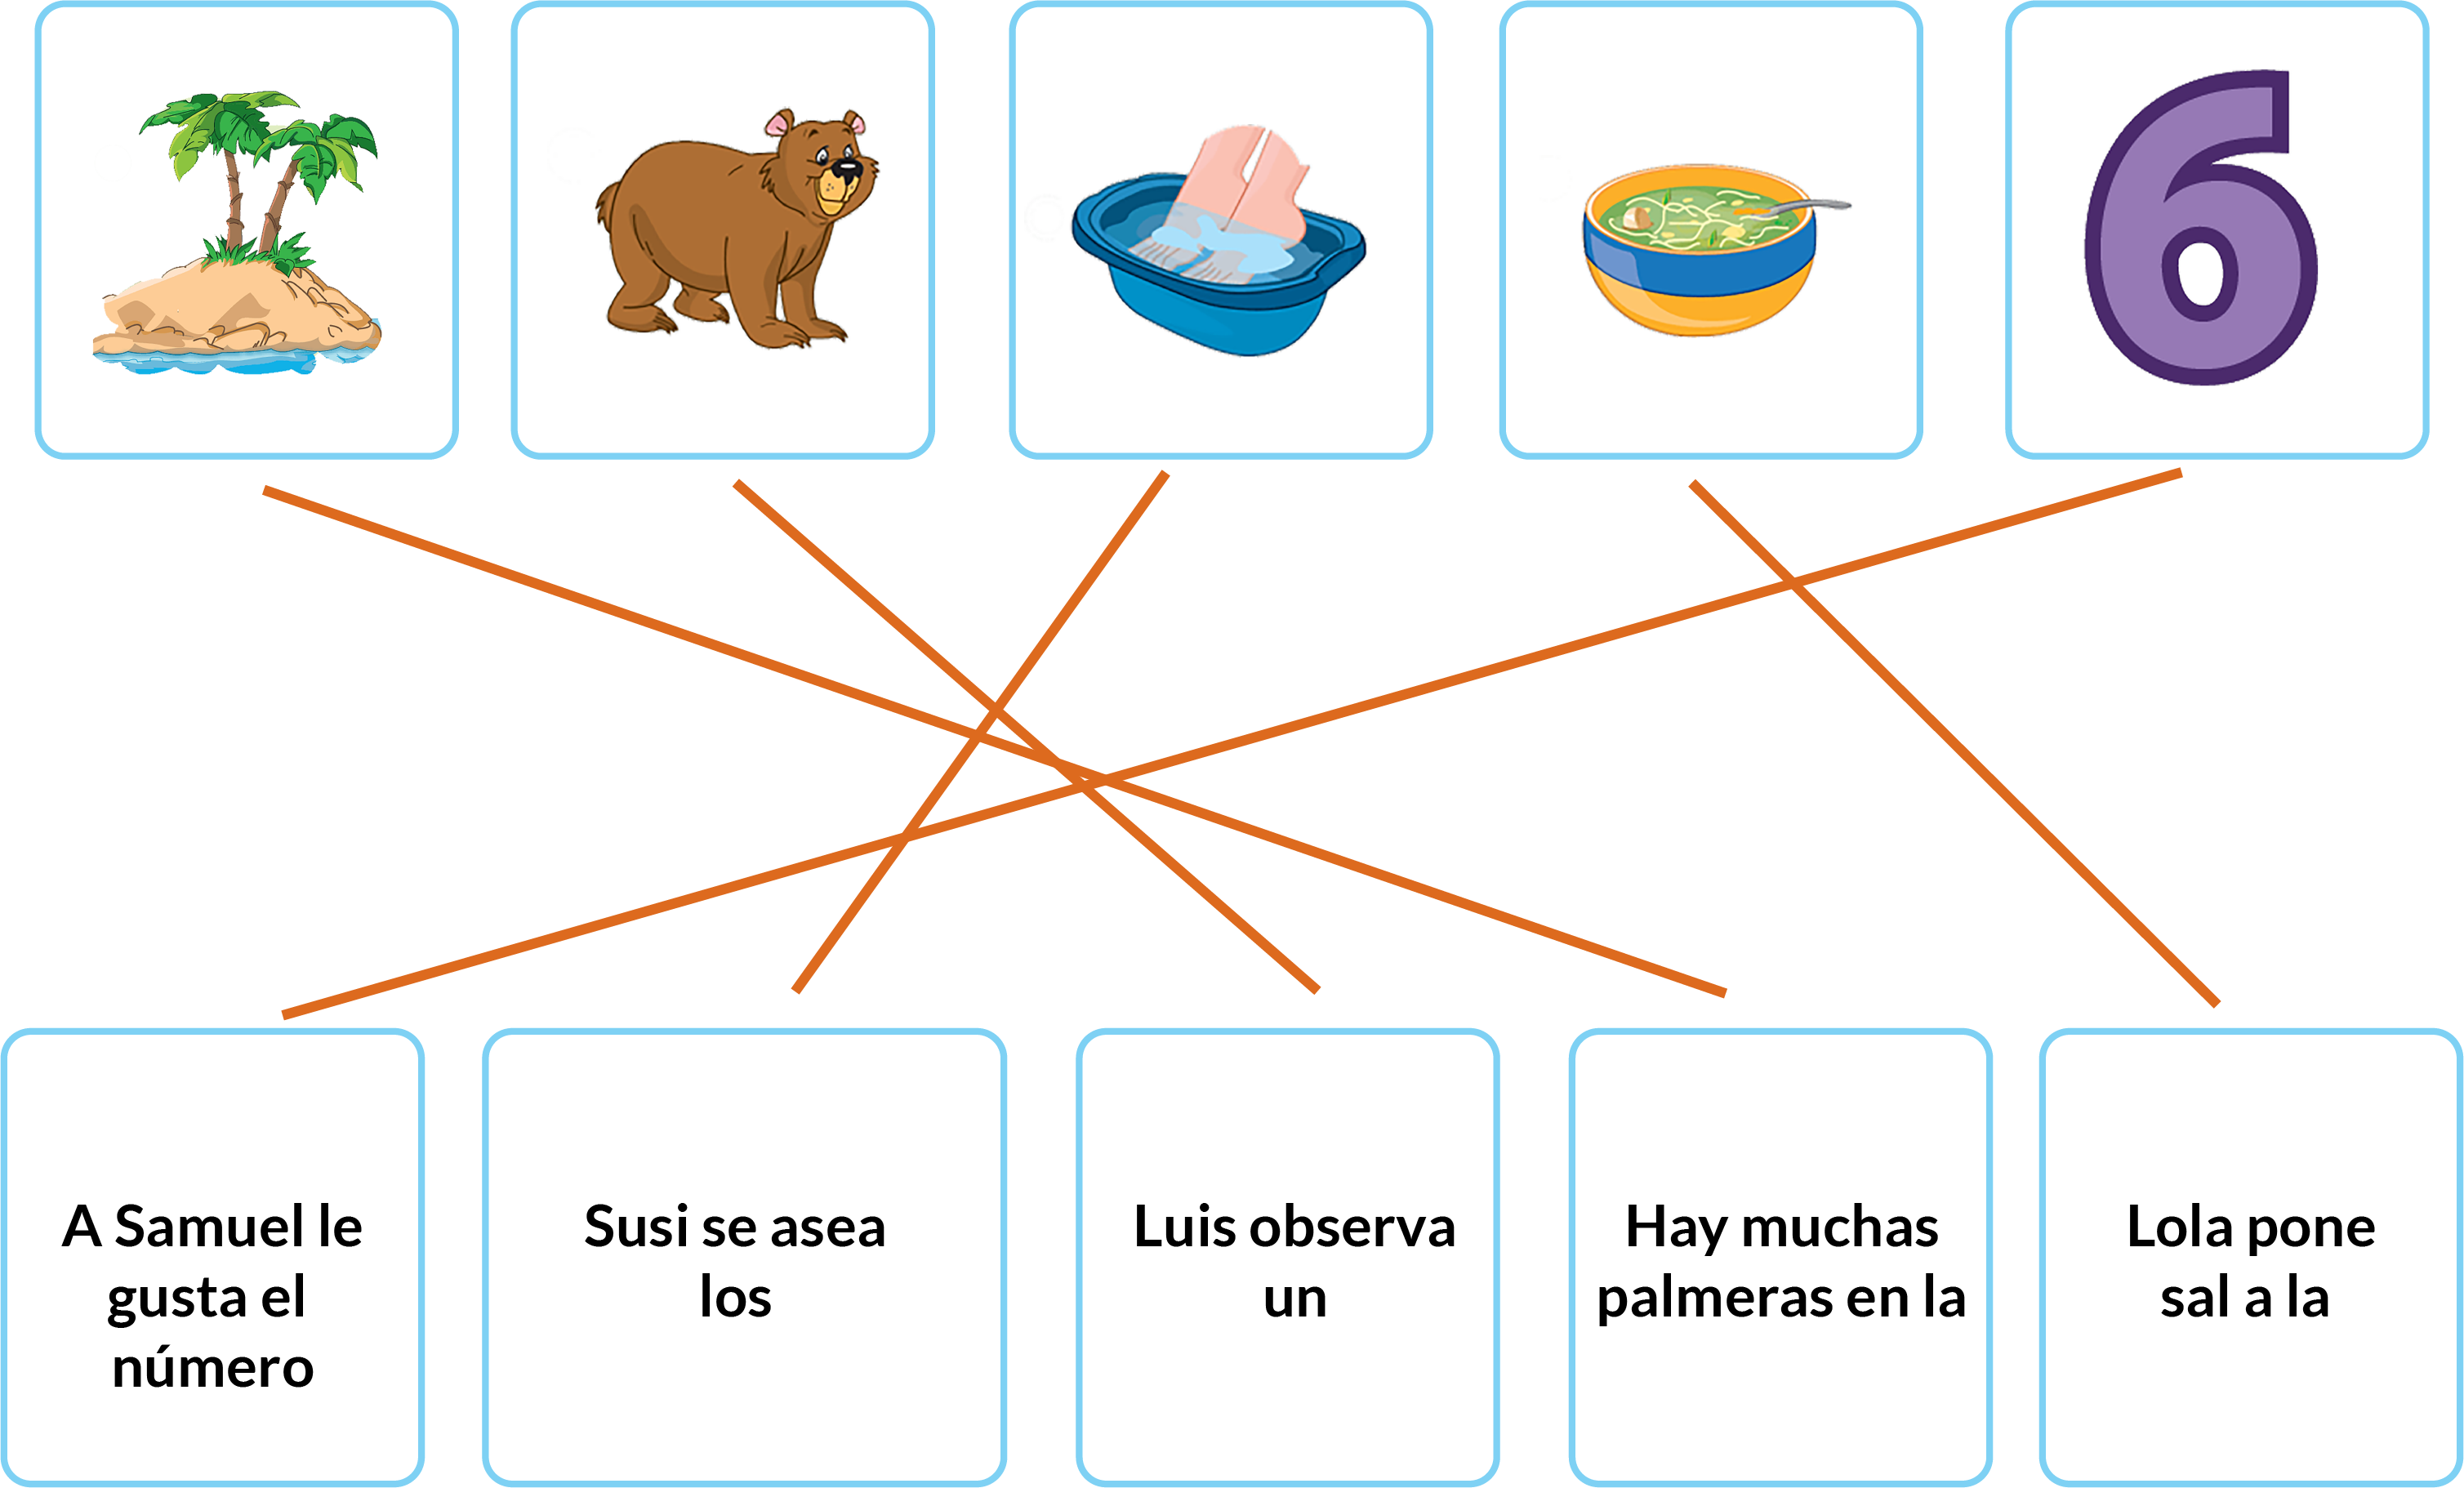 6
A Samuel le
gusta el
número
Susi se asea
los
Luis observa
un
Hay muchas
palmeras en la
Lola pone
sal a la